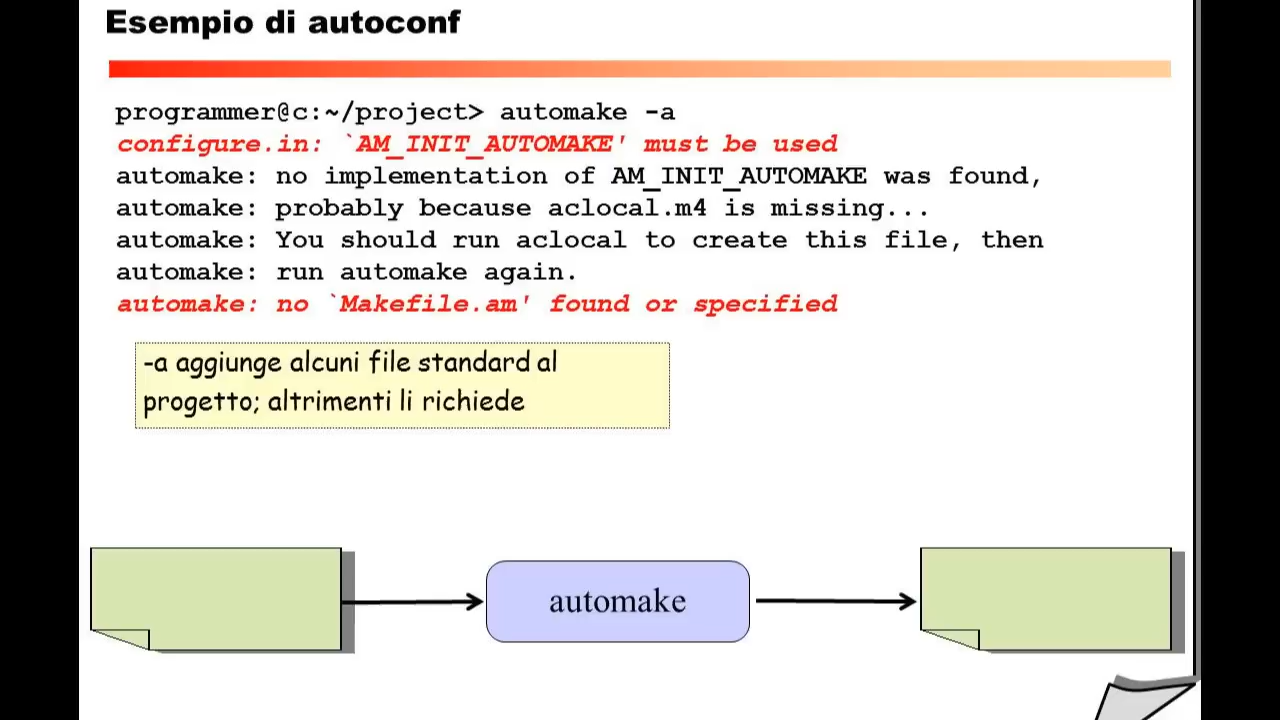 Esempio di autoconf
programmer@c:~/project> automake -a
configure.in: `AM_INIT_AUTOMAKE' must be used
automake: no implementation of AM_INIT_AUTOMAKE was found,
automake: probably because aclocal.m4 is missing...
automake: You should run aclocal to create this file, then
automake: run automake again.
automake: no `Makefile.am' found or specified
-a aggiunge alcuni file standard al
progetto; altrimenti li richiede
automake